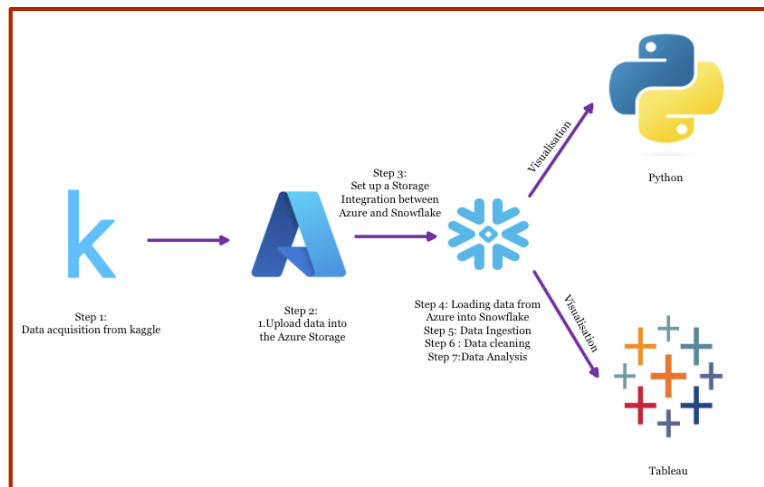 k
Step 1:
Data acquisition from kaggle
Step 2:
1.Upload data into
the Azure Storage
Step 3:
Set up a Storage
Integration between
Azure and Snowflake
Step 4: Loading data from
Azure into Snowflake
Step 5: Data Ingestion
Step 6 : Data cleaning
Step 7:Data Analysis
Visualisation
Python
Visualisation
Tableau